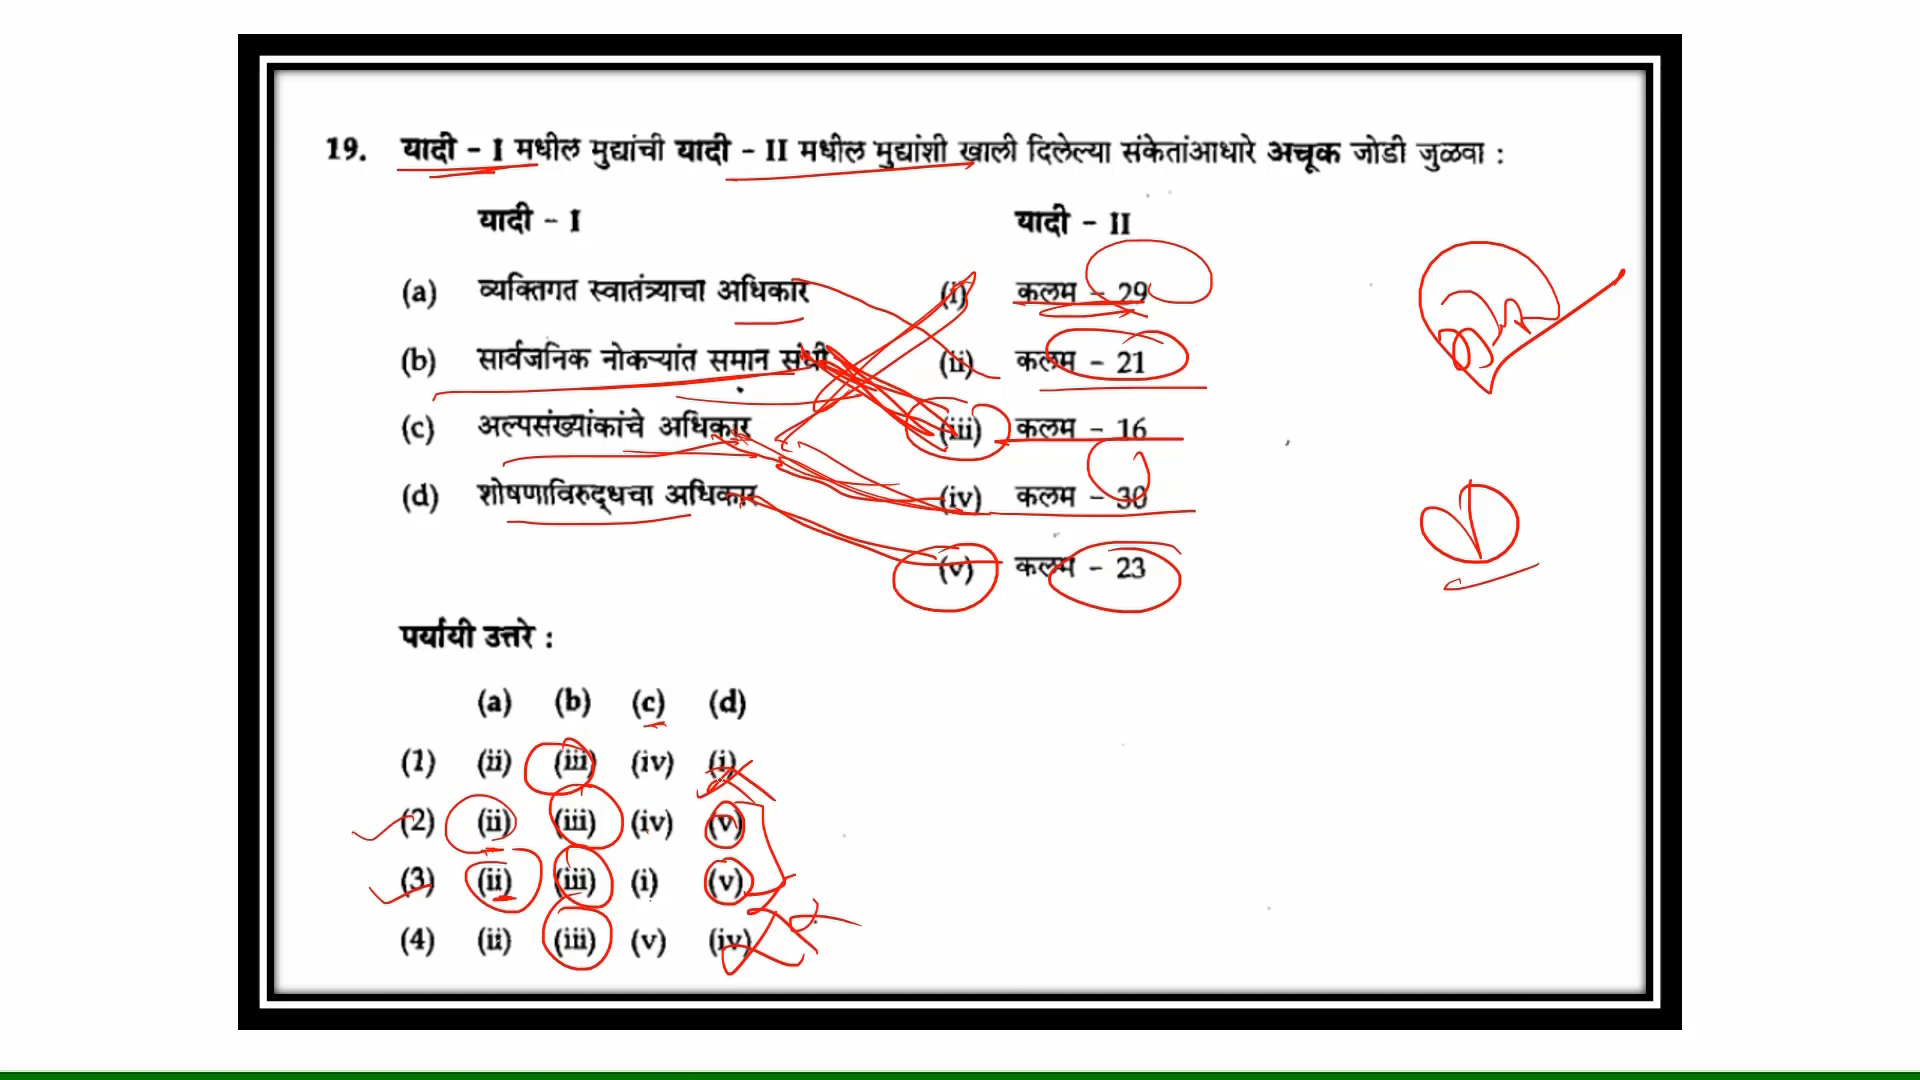 19. यादी - I मधील मुद्यांची यादी - II मधील मुद्यांशी खाली दिलेल्या संकेतांआधारे अचूक जोडी जुळवा :
यादी - I यादी - II
(a) व्यक्तिगत स्वातंत्र्याचा अधिकार (i) कलम - 29
(b) सार्वजनिक नोकऱ्यांत समान संधी (ii) कलम - 21
(c) अल्पसंख्यांकांचे अधिकार (iii) कलम - 16
(d) शोषणाविरुद्धचा अधिकार (iv) कलम - 30
(v) कलम - 23
पर्यायी उत्तरे :
(a) (b) (c) (d)
(1) (ii) (iii) (iv) (i)
(2) (ii) (iii) (iv) (v)
(3) (ii) (iii) (i) (v)
(4) (ii) (iii) (v) (iv)